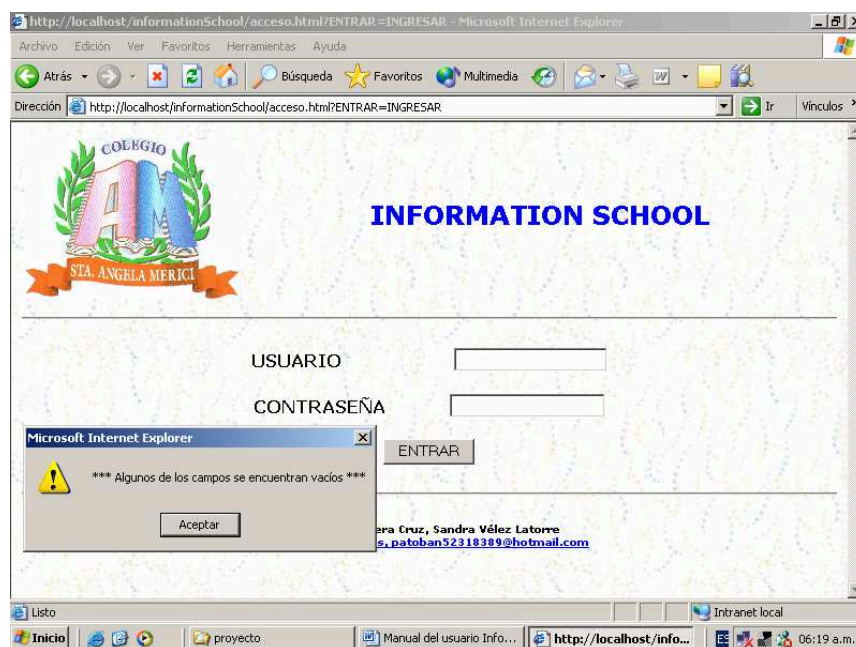 http://localhost/informationSchool/acceso.html?ENTRAR=INGRESAR - Microsoft Internet Explorer
Archivo Edición Ver Favoritos Herramientas Ayuda
Atrás Búsqueda Favoritos Multimedia
Dirección http://localhost/informationSchool/acceso.html?ENTRAR=INGRESAR Ir Vínculos
COLEGIO
AM
STA. ANGELA MERICI
INFORMATION SCHOOL
USUARIO
CONTRASEÑA
ENTRAR
Microsoft Internet Explorer
*** Algunos de los campos se encuentran vacíos ***
Aceptar
Cruz, Sandra Vélez Latorre
patoban52318389@hotmail.com
Listo Intranet local
Inicio proyecto Manual del usuario Info... http://localhost/info... ES 06:19 a.m.